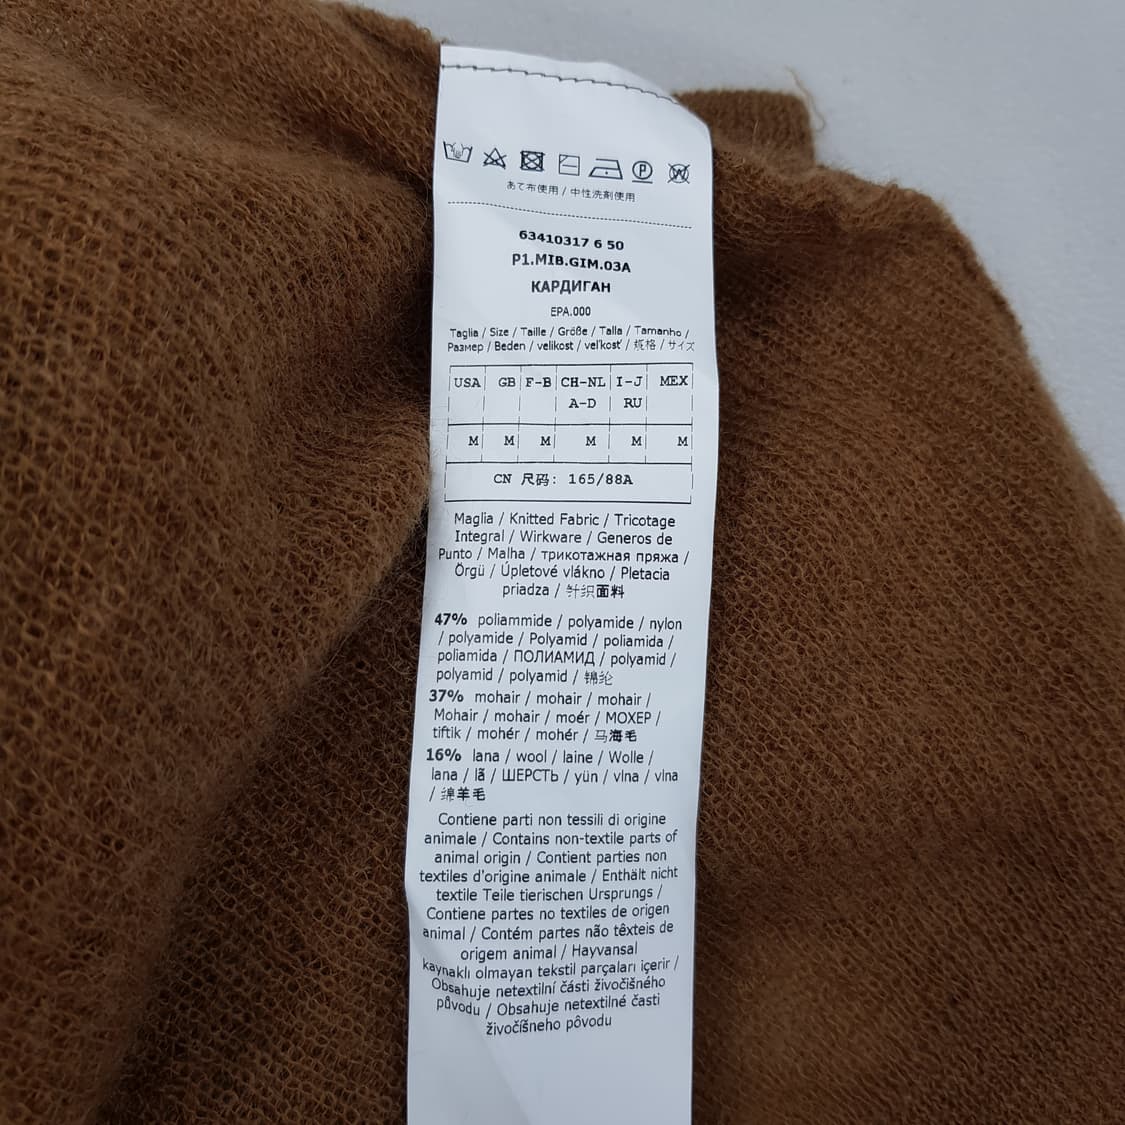 あて布使用 / 中性洗剤使用
63410317 6 50
P1.MIB.GIM.03A
КАРДИГАН
EPA.000
Taglia / Size / Taille / Größe / Talla / Tamanho /
Размер / Beden / velikost / veľkosť / 规格 / サイズ
USA GB F-B CH-NL I-J MEX
A-D RU
M M M M M M
CN 尺码: 165/88A
Maglia / Knitted Fabric / Tricotage
Integral / Wirkware / Generos de
Punto / Malha / трикотажная пряжа /
Örgü / Úpletové vlákno / Pletacia
priadza / 针织面料
47% poliammide / polyamide / nylon
/ polyamide / Polyamid / poliamida /
poliamida / ПОЛИАМИД / polyamid /
polyamid / polyamid / 锦纶
37% mohair / mohair / mohair /
Mohair / mohair / moér / МОХЕР /
tiftik / mohér / mohér / 马海毛
16% lana / wool / laine / Wolle /
lana / lã / ШЕРСТЬ / yün / vlna / vlna
/ 绵羊毛
Contiene parti non tessili di origine
animale / Contains non-textile parts of
animal origin / Contient parties non
textiles d'origine animale / Enthält nicht
textile Teile tierischen Ursprungs /
Contiene partes no textiles de origen
animal / Contém partes não têxteis de
origem animal / Hayvansal
kaynaklı olmayan tekstil parçaları içerir /
Obsahuje netextilní části živočišného
původu / Obsahuje netextilné časti
živočíšneho pôvodu